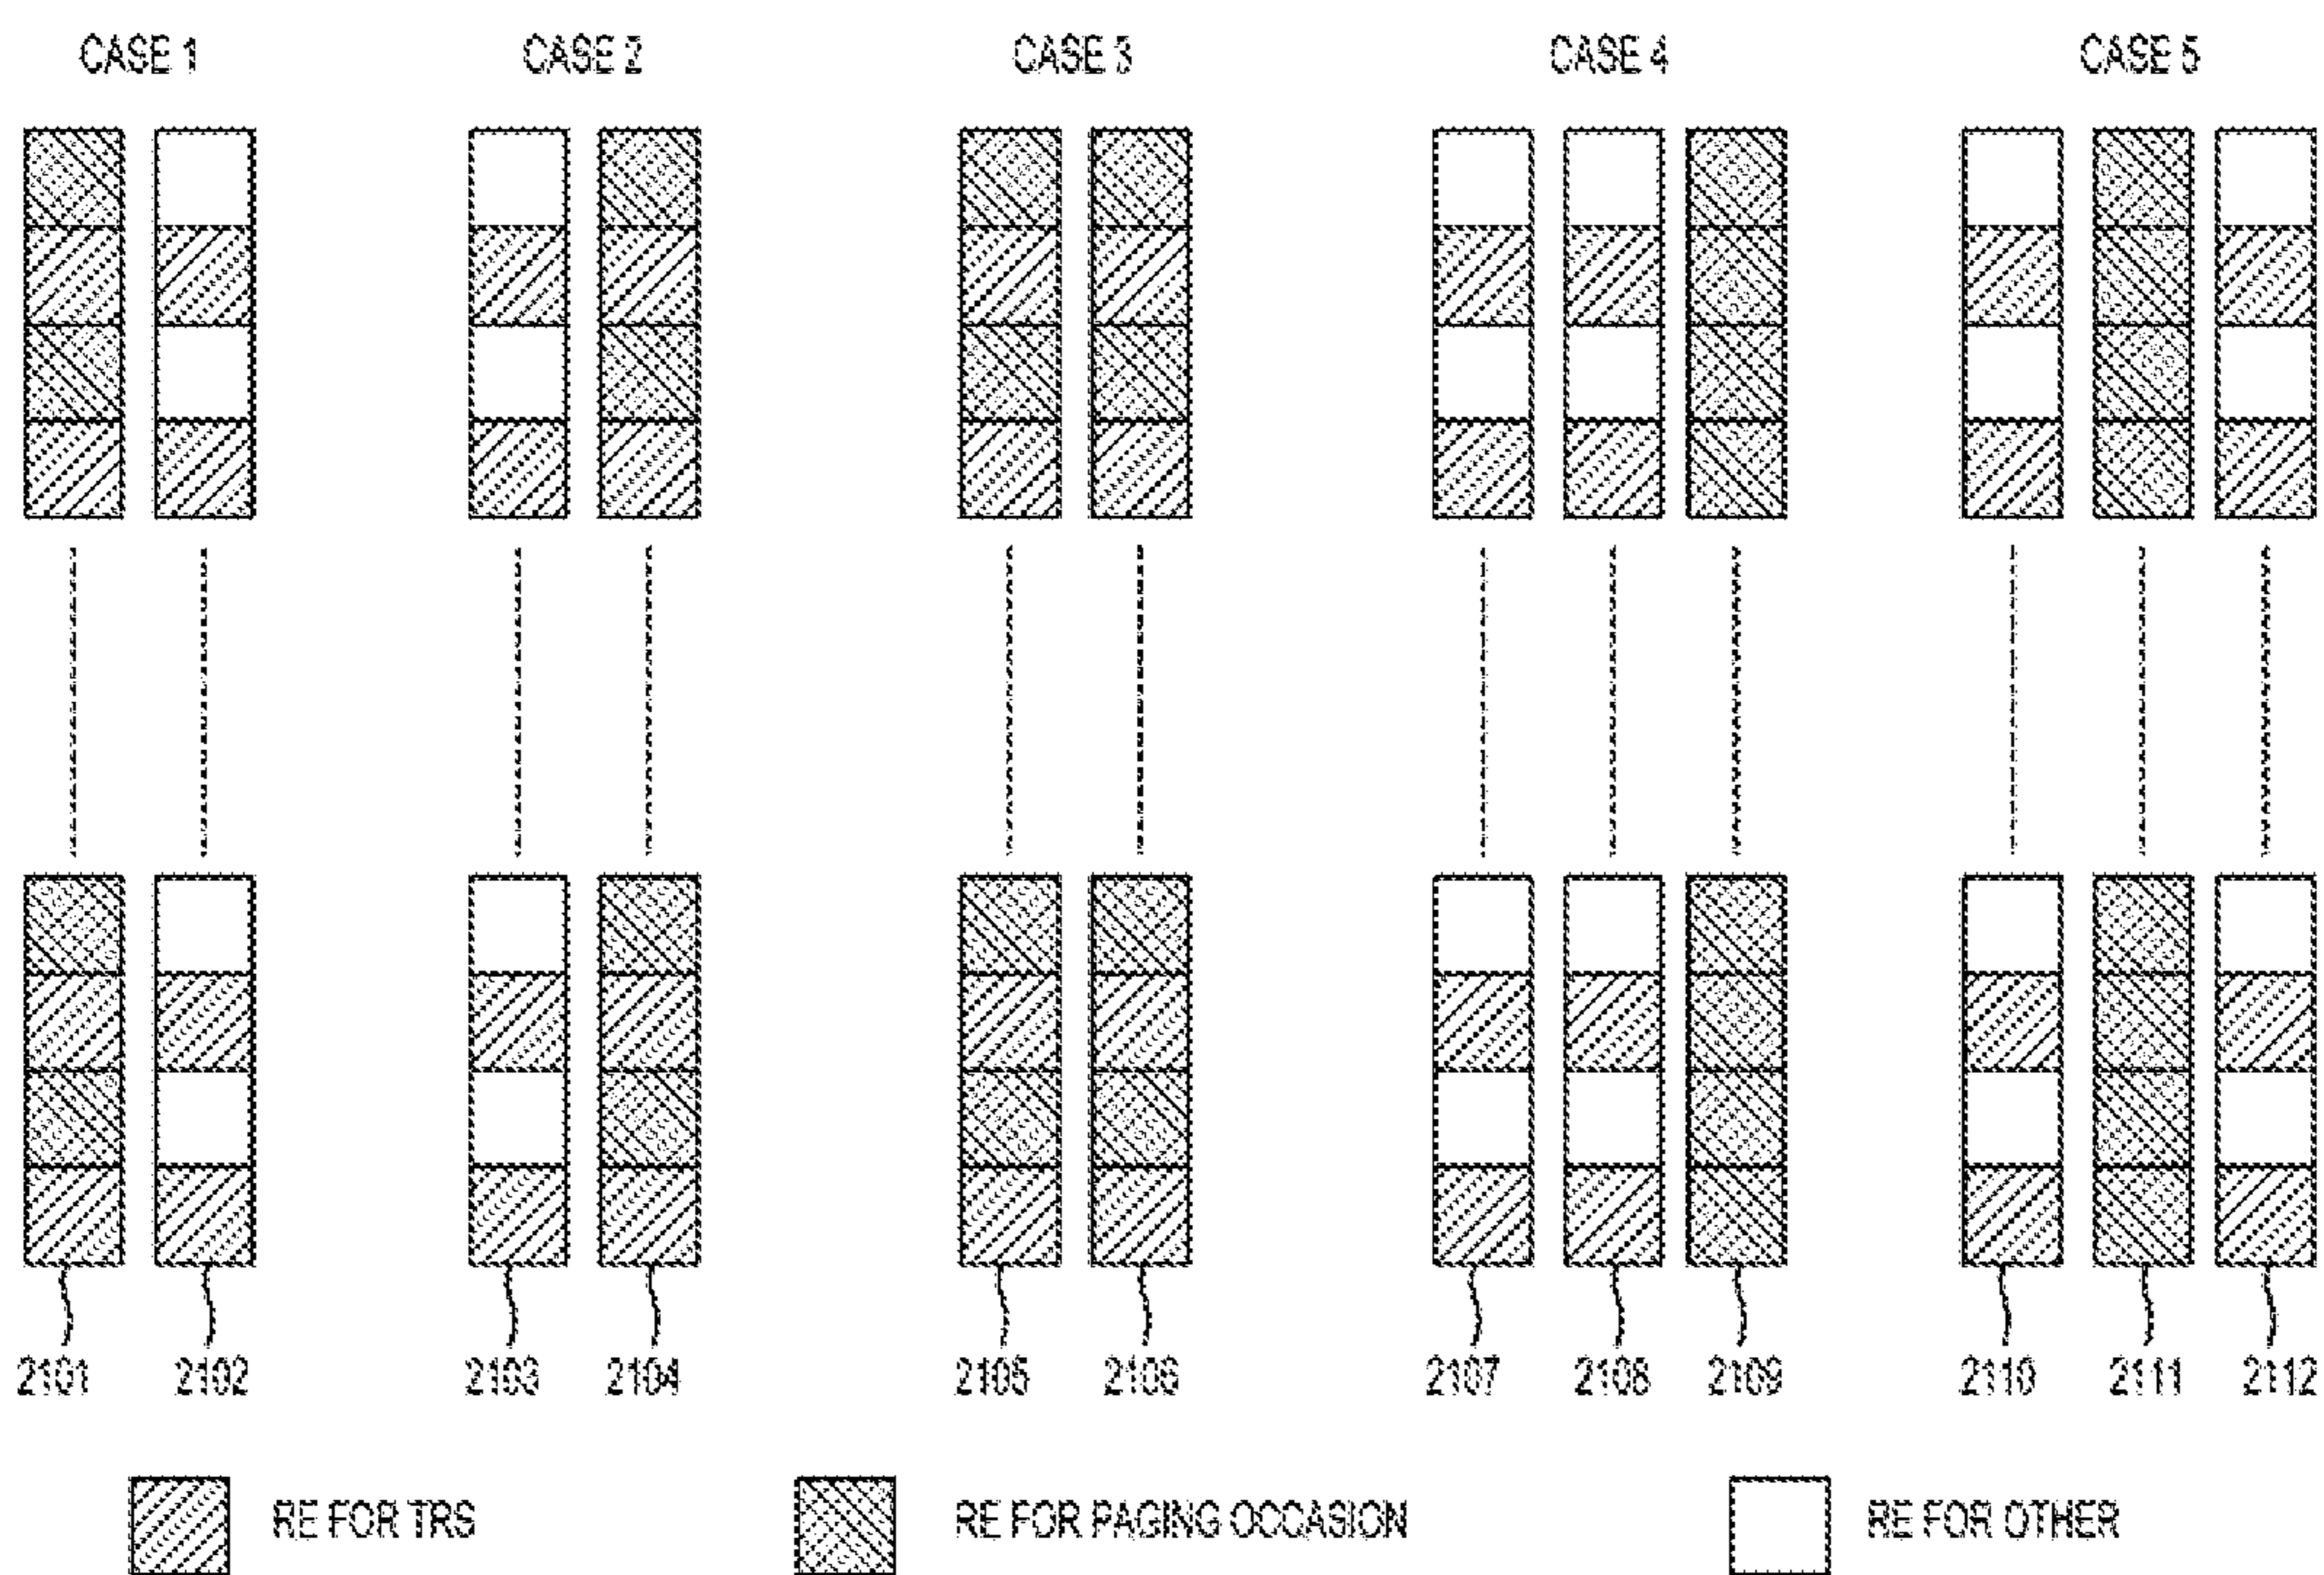 CASE 1 CASE 2 CASE 3 CASE 4 CASE 5
2101 2102 2103 2104 2105 2106 2107 2108 2109 2110 2111 2112
RE FOR TRS RE FOR PAGING OCCASION RE FOR OTHER